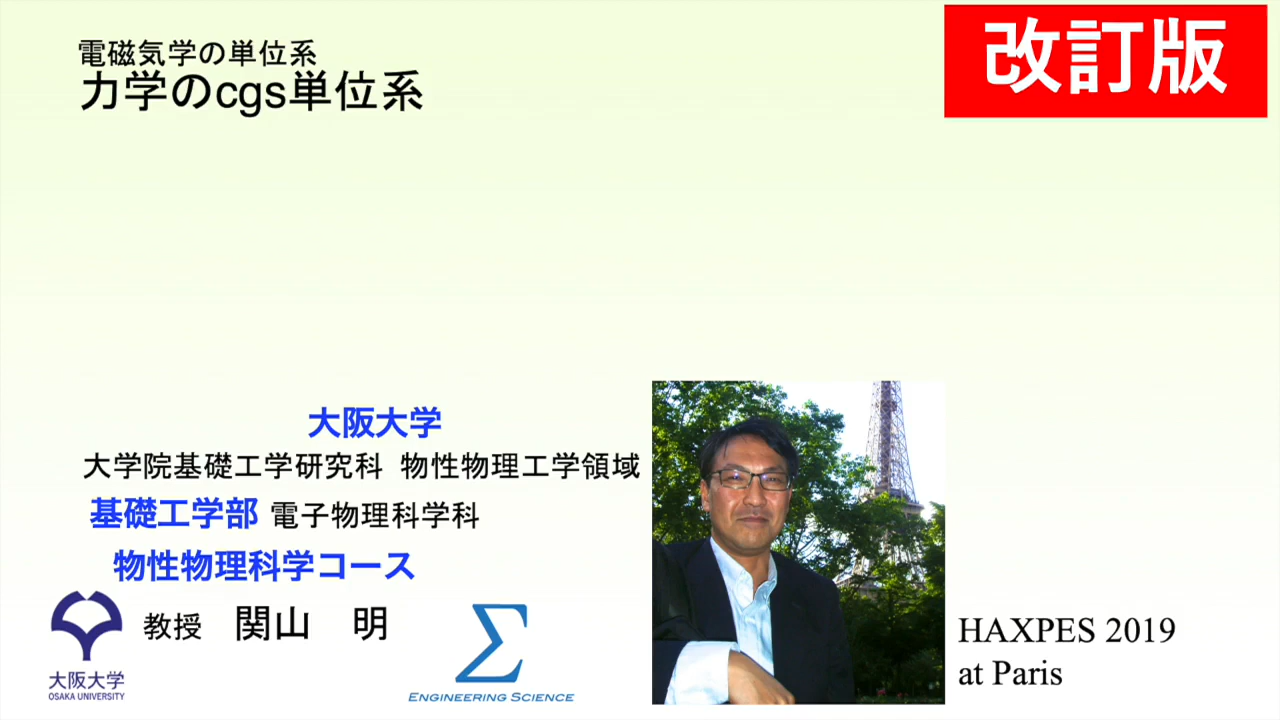 電磁気学の単位系
力学のcgs単位系
改訂版
大阪大学
大学院基礎工学研究科 物性物理工学領域
基礎工学部 電子物理科学科
物性物理科学コース
教授 関山 明
大阪大学
OSAKA UNIVERSITY
Σ
ENGINEERING SCIENCE
HAXPES 2019
at Paris